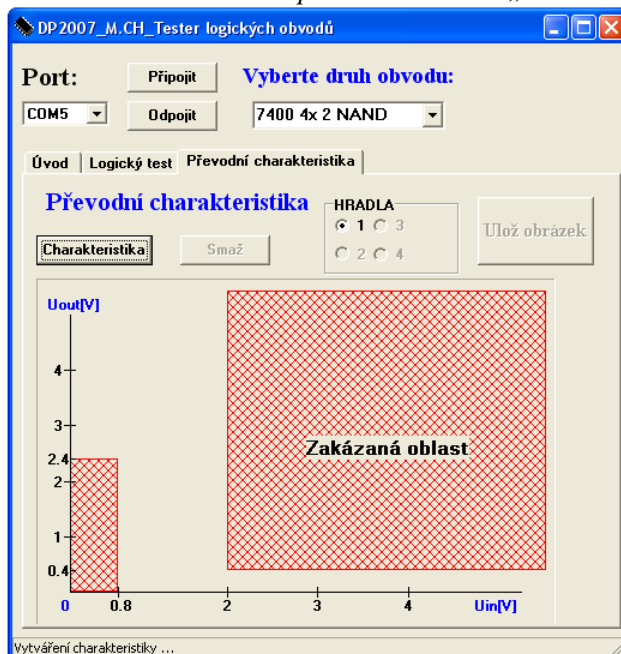 DP2007_M.CH_Tester logických obvodů
Port:
Připojit
Vyberte druh obvodu:
COM5
Odpojit
7400 4x 2 NAND
Úvod
Logický test
Převodní charakteristika
Převodní charakteristika
HRADLA
1 3
2 4
Charakteristika
Smaž
Ulož obrázek
Uout[V]
4
3
2.4
2
1
0.4
Zakázaná oblast
0 0.8 2 3 4 Uin[V]
Vytváření charakteristiky ...